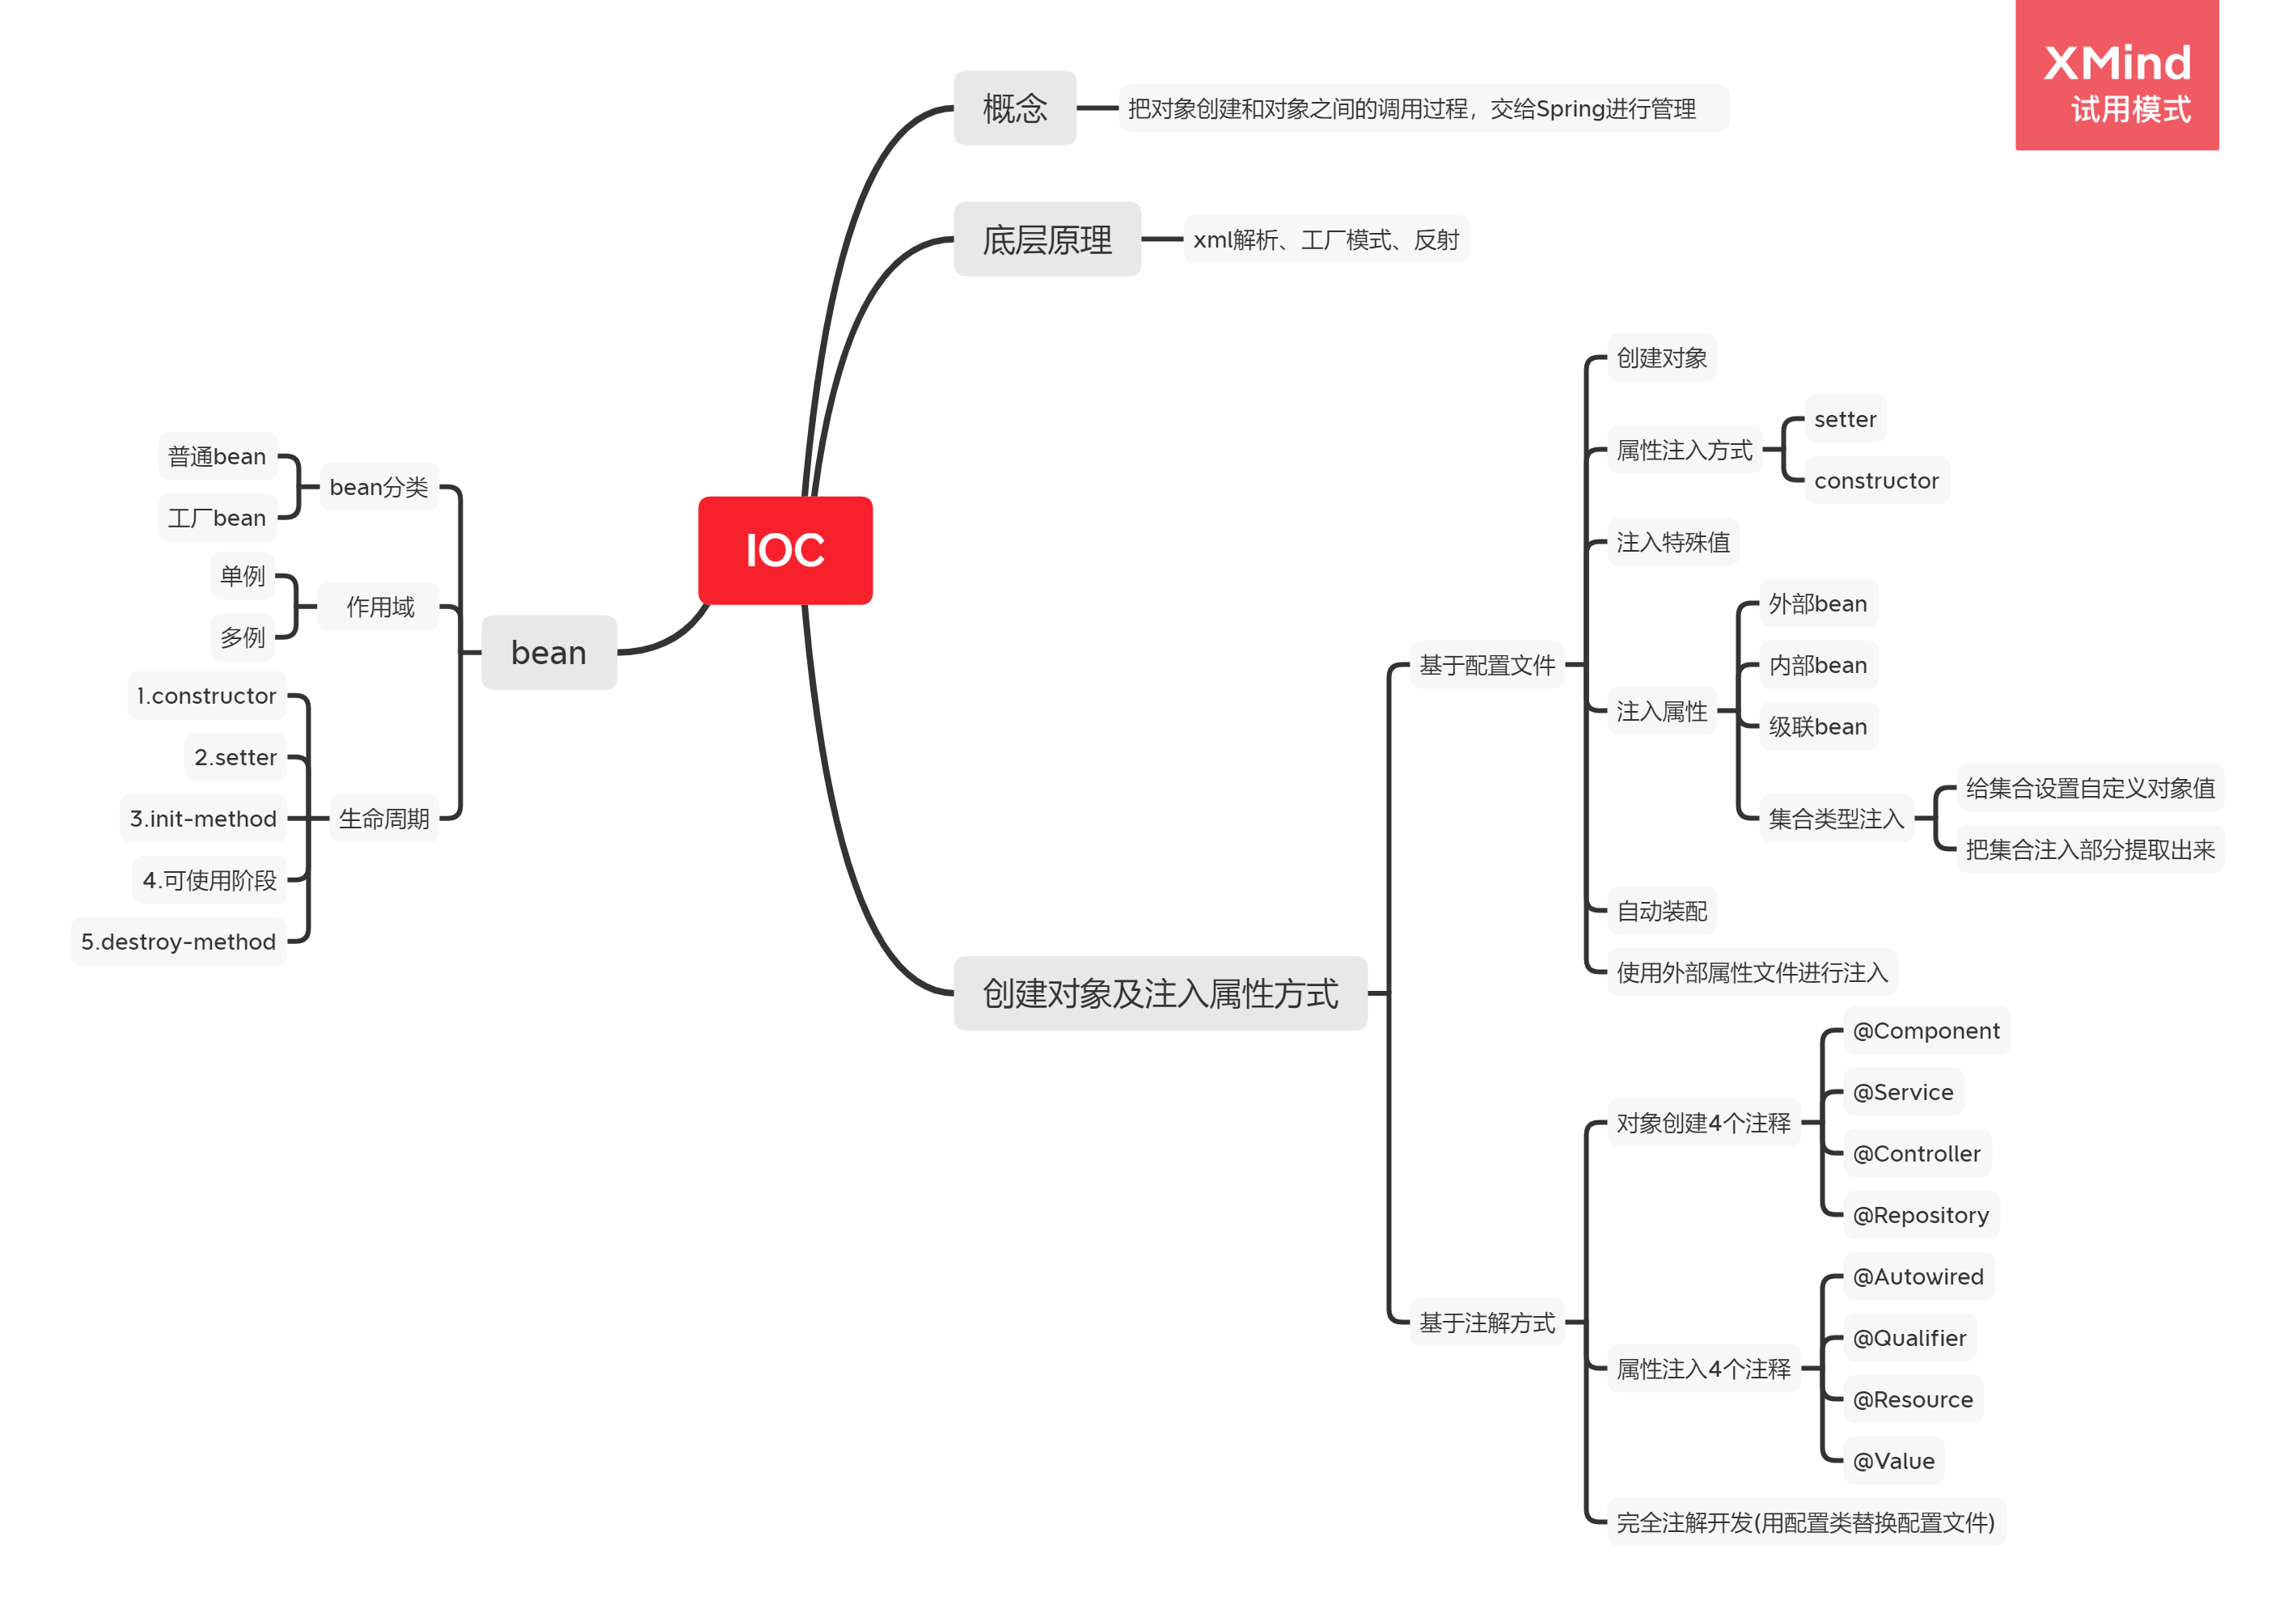 XMind
试用模式
IOC
概念
把对象创建和对象之间的调用过程，交给Spring进行管理
底层原理
xml解析、工厂模式、反射
创建对象及注入属性方式
基于配置文件
创建对象
属性注入方式
setter
constructor
注入特殊值
注入属性
外部bean
内部bean
级联bean
集合类型注入
给集合设置自定义对象值
把集合注入部分提取出来
自动装配
使用外部属性文件进行注入
基于注解方式
对象创建4个注释
@Component
@Service
@Controller
@Repository
属性注入4个注释
@Autowired
@Qualifier
@Resource
@Value
完全注解开发(用配置类替换配置文件)
bean
bean分类
普通bean
工厂bean
作用域
单例
多例
生命周期
1.constructor
2.setter
3.init-method
4.可使用阶段
5.destroy-method